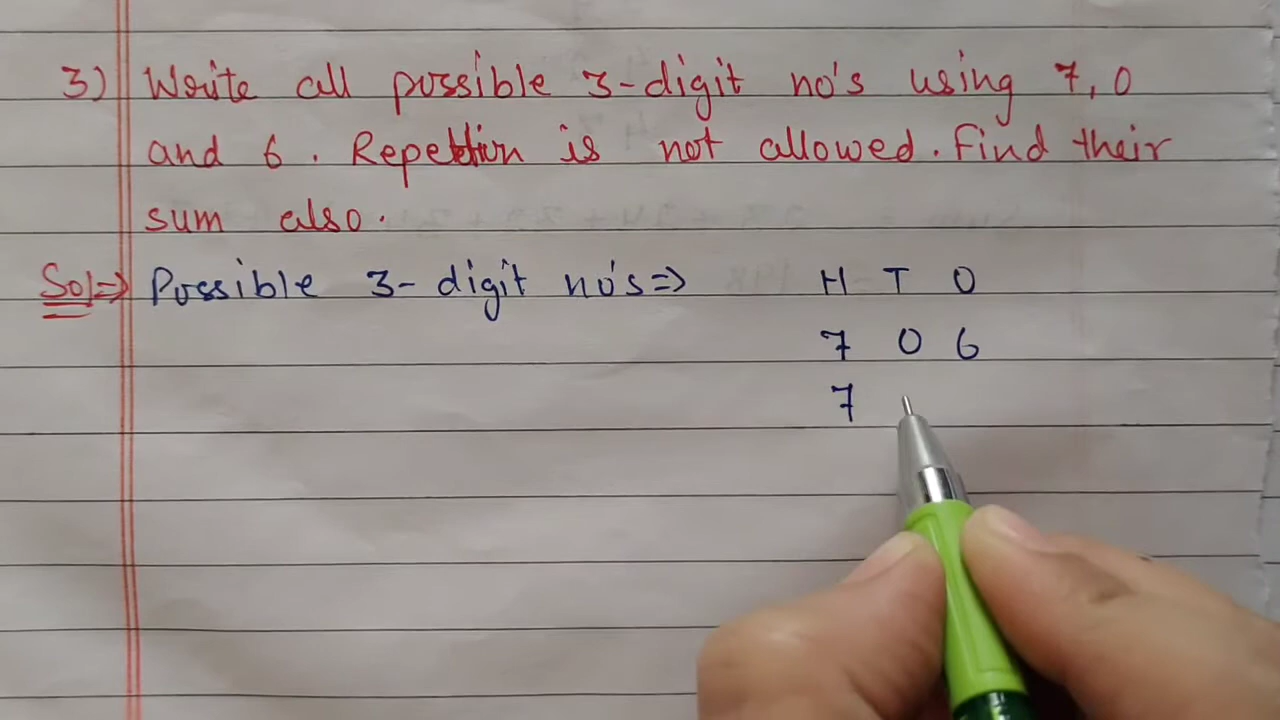 3) Write all possible 3-digit no's using 7, 0
and 6. Repetition is not allowed. Find their
sum also.
Sol⇒ Possible 3-digit no's⇒ H T O
7 0 6
7